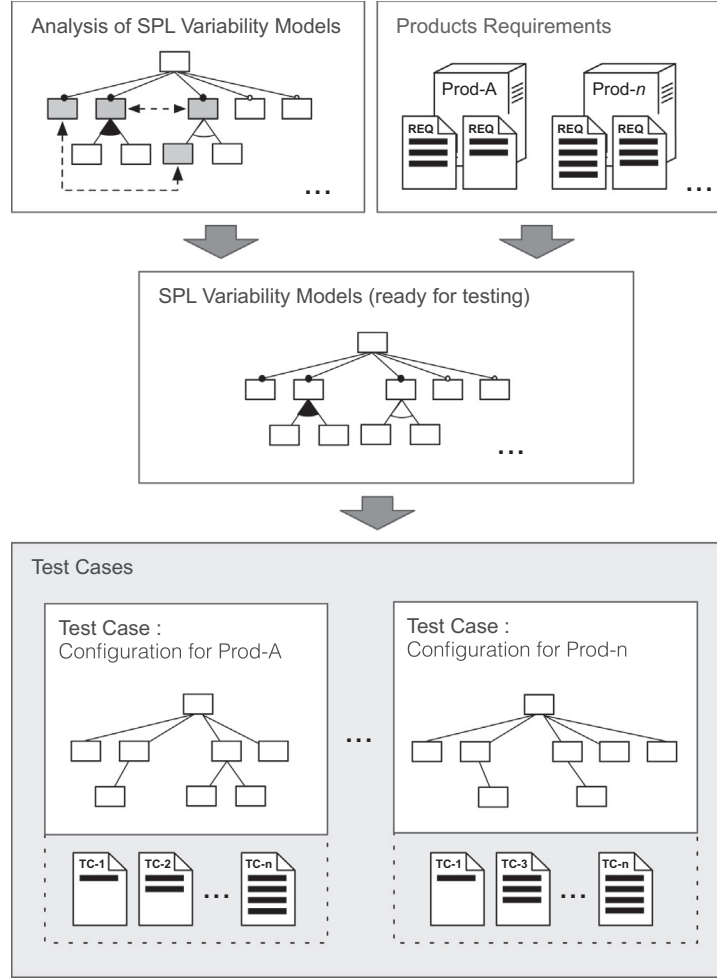 Analysis of SPL Variability Models
...
Products Requirements
Prod-A
REQ
REQ
Prod-n
REQ
REQ
...
SPL Variability Models (ready for testing)
...
Test Cases
Test Case :
Configuration for Prod-A
TC-1
TC-2
...
TC-n
...
Test Case :
Configuration for Prod-n
TC-1
TC-3
...
TC-n